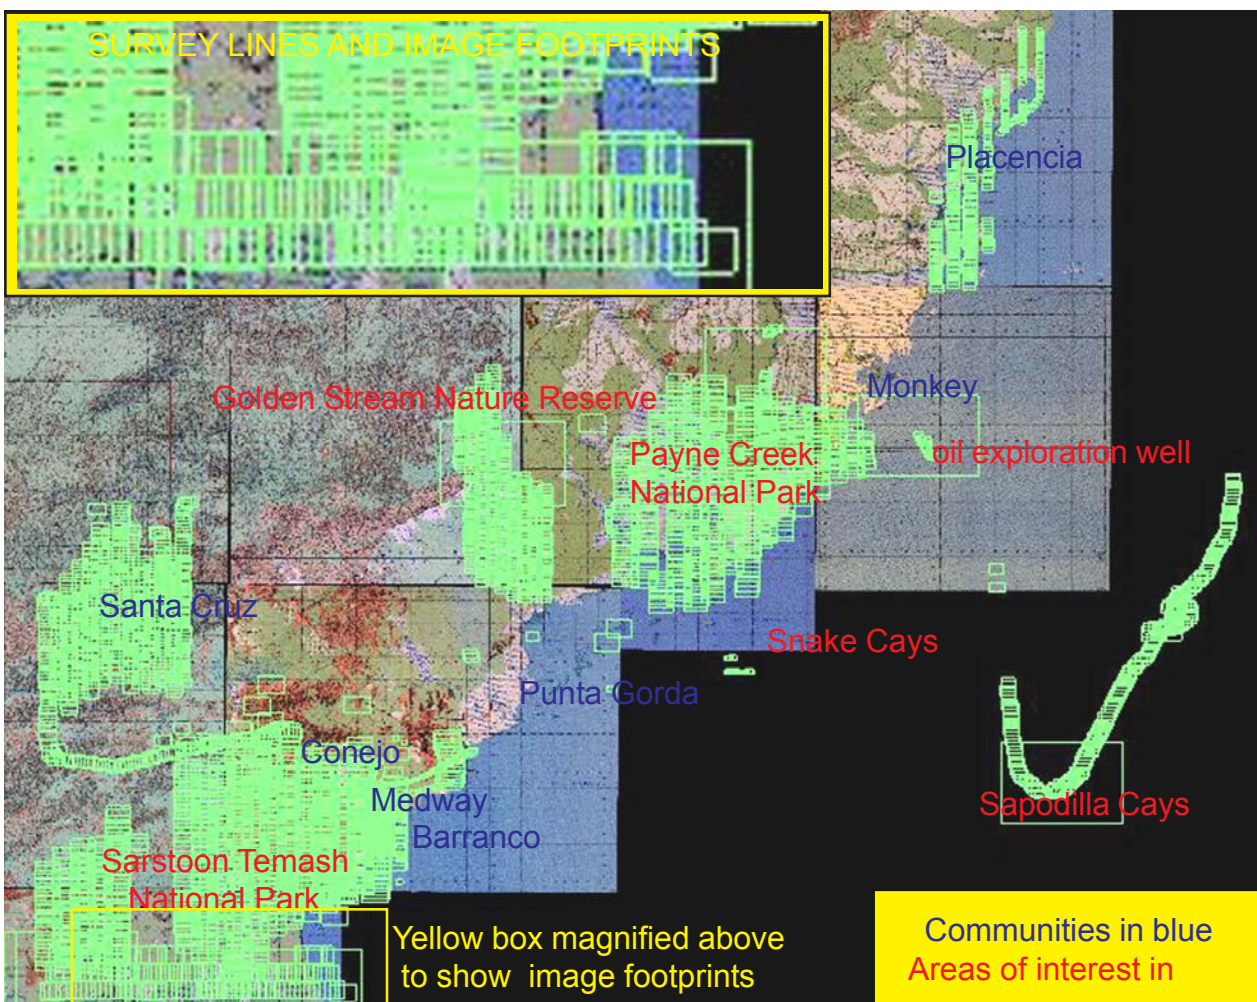 SURVEY LINES AND IMAGE FOOTPRINTS
Placencia
Monkey
Golden Stream Nature Reserve
Payne Creek
National Park
oil exploration well
Santa Cruz
Snake Cays
Punta Gorda
Conejo
Medway
Barranco
Sapodilla Cays
Sarstoon Temash
National Park
Yellow box magnified above
to show image footprints
Communities in blue
Areas of interest in